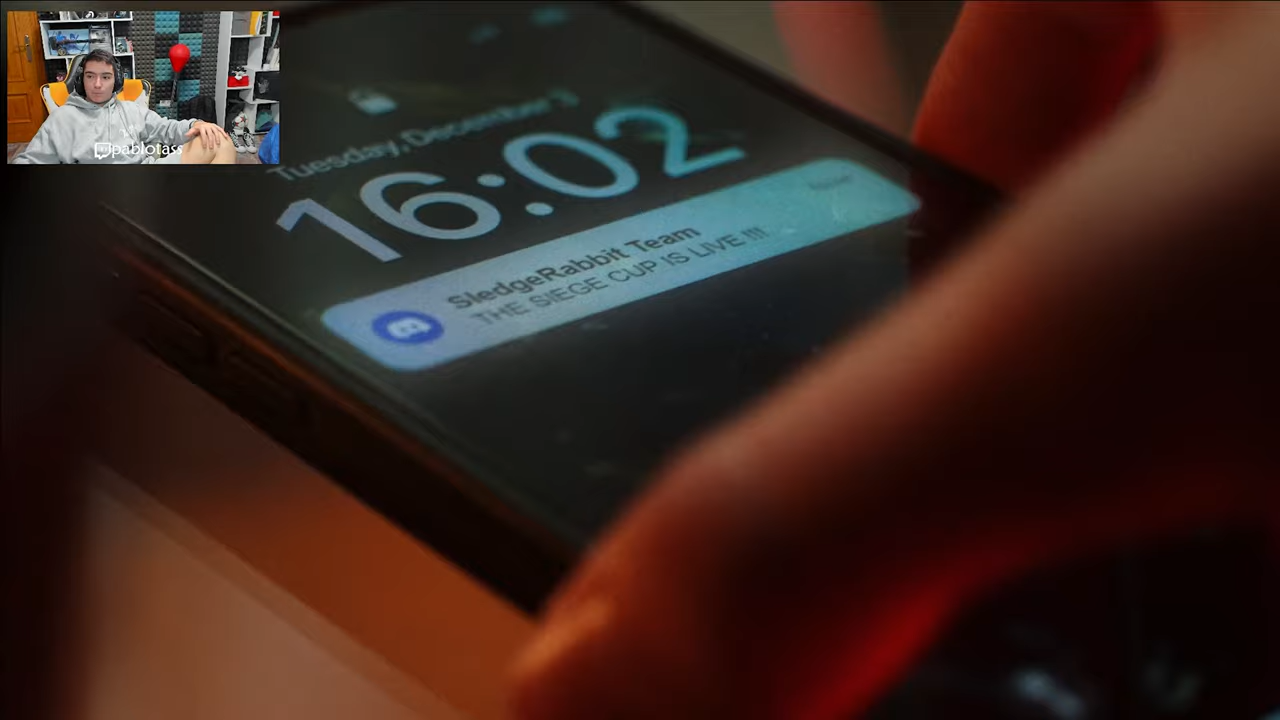 pablotass
Tuesday, December 3
16:02
SledgeRabbit Team
THE SIEGE CUP IS LIVE !!!